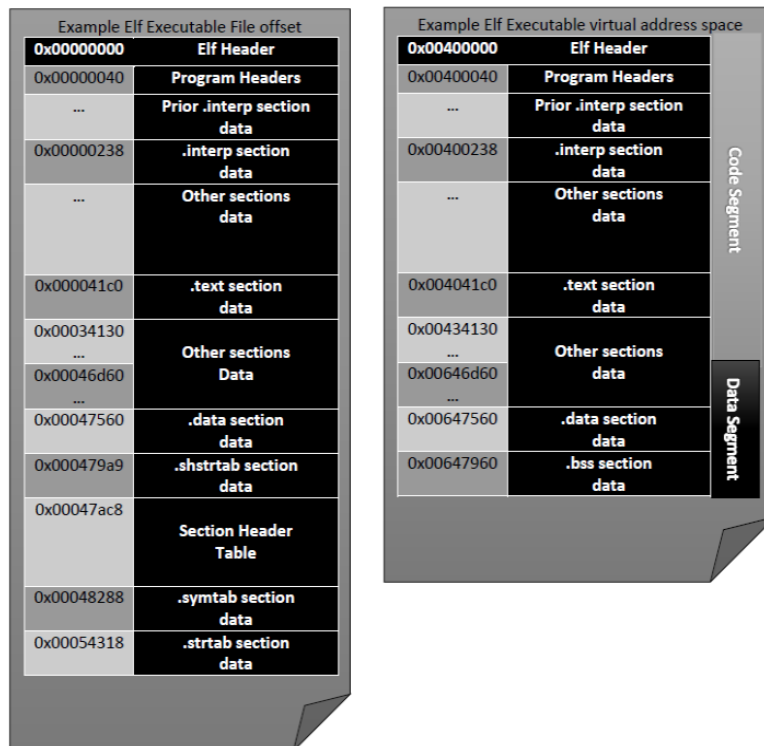 Example Elf Executable File offset
0x00000000 Elf Header
0x00000040 Program Headers
... Prior .interp section
data
0x00000238 .interp section
data
... Other sections
data
0x000041c0 .text section
data
0x00034130
...
Other sections
0x00046d60 Data
...
0x00047560 .data section
data
0x000479a9 .shstrtab section
data
0x00047ac8
Section Header
Table
0x00048288 .symtab section
data
0x00054318 .strtab section
data
Example Elf Executable virtual address space
0x00400000 Elf Header
0x00400040 Program Headers
... Prior .interp section
data
0x00400238 .interp section
data
... Other sections
data
0x004041c0 .text section
data
0x00434130
...
Other sections
0x00646d60 data
...
0x00647560 .data section
data
0x00647960 .bss section
data
Code Segment
Data Segment